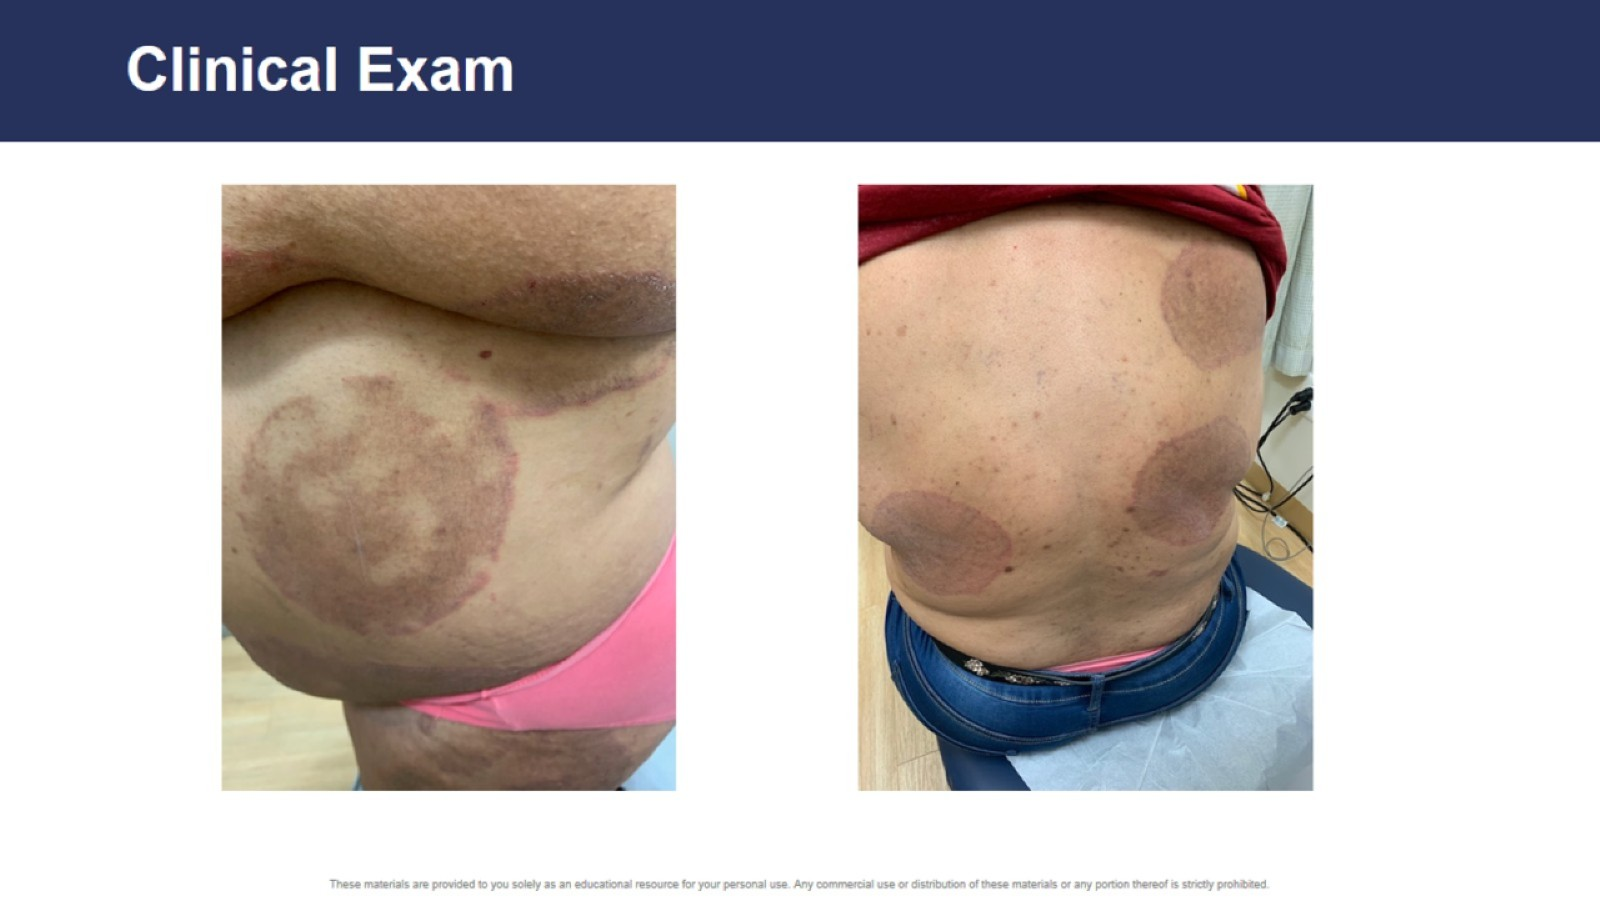 Clinical Exam
These materials are provided to you solely as an educational resource for your personal use. Any commercial use or distribution of these materials or any portion thereof is strictly prohibited.